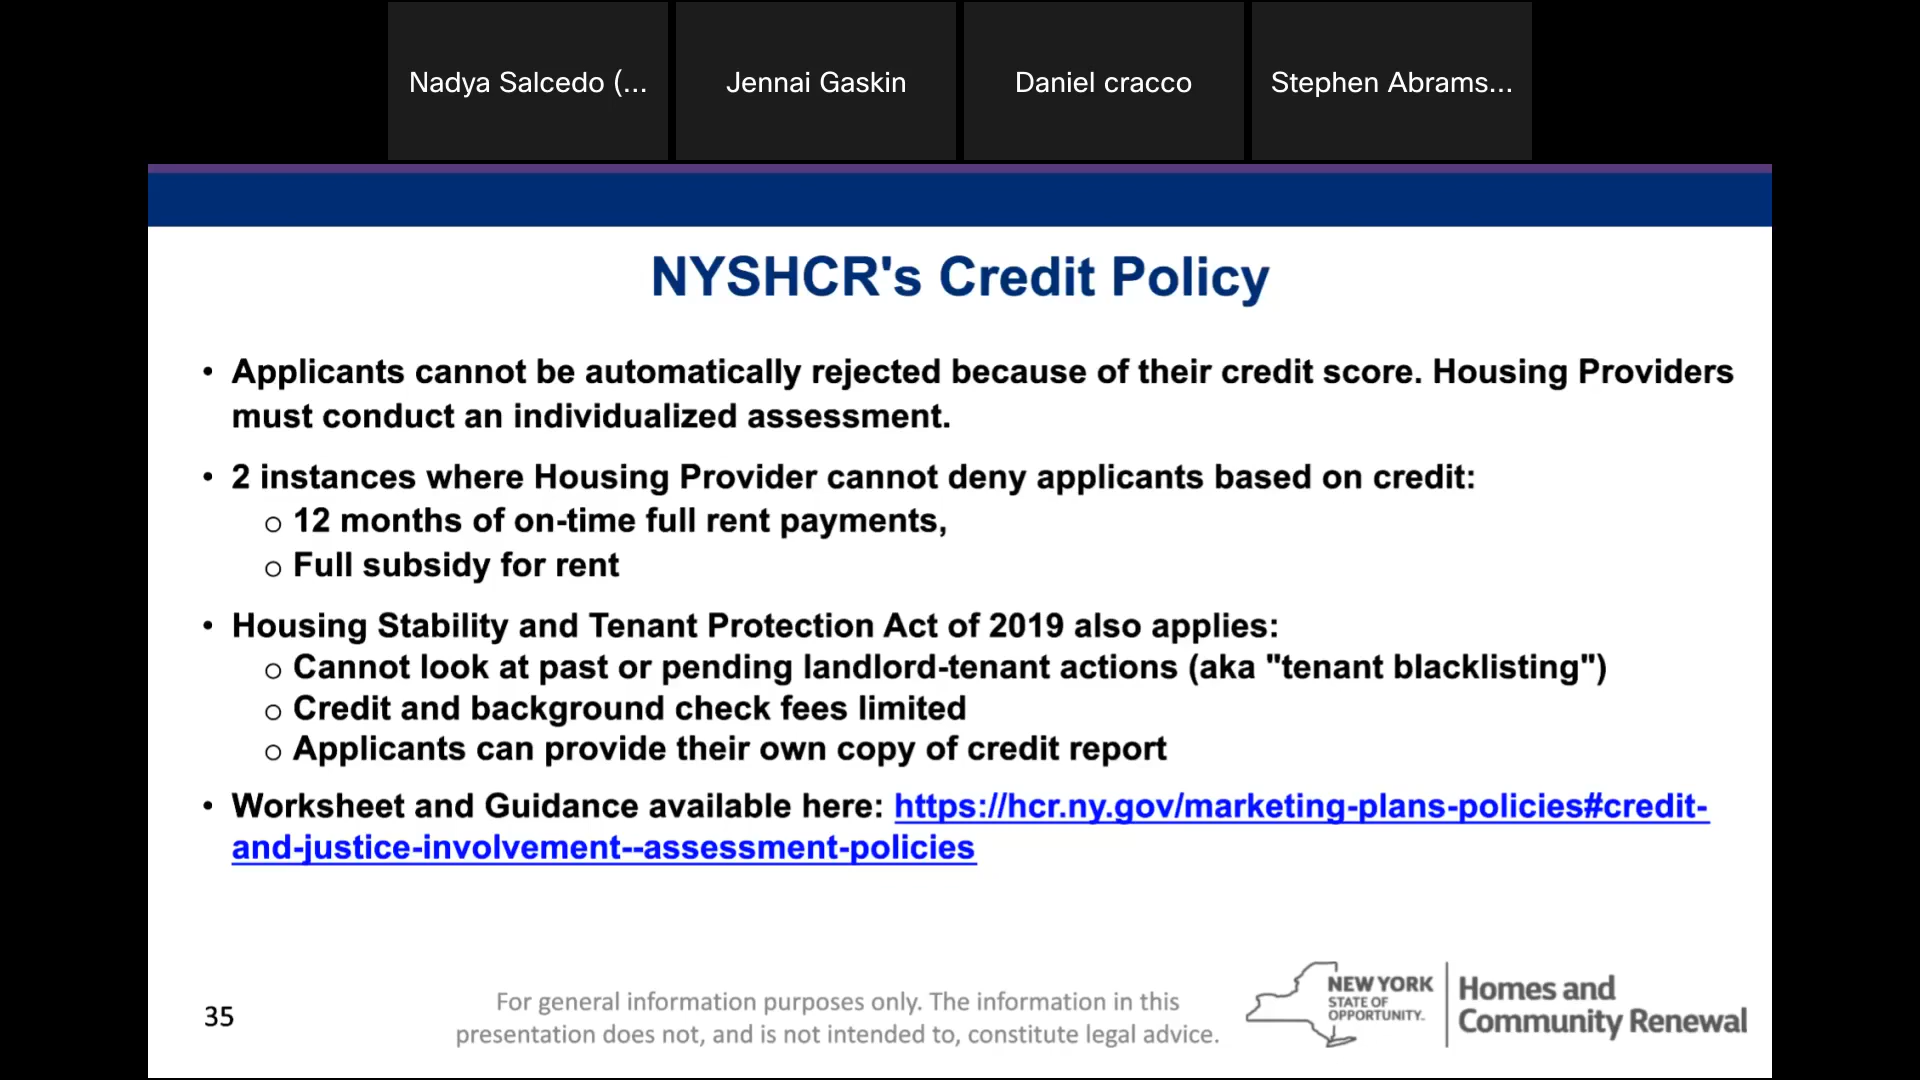 Nadya Salcedo (...
Jennai Gaskin
Daniel cracco
Stephen Abrams...
NYSHCR's Credit Policy
• Applicants cannot be automatically rejected because of their credit score. Housing Providers
must conduct an individualized assessment.
• 2 instances where Housing Provider cannot deny applicants based on credit:
o 12 months of on-time full rent payments,
o Full subsidy for rent
• Housing Stability and Tenant Protection Act of 2019 also applies:
o Cannot look at past or pending landlord-tenant actions (aka "tenant blacklisting")
o Credit and background check fees limited
o Applicants can provide their own copy of credit report
• Worksheet and Guidance available here: https://hcr.ny.gov/marketing-plans-policies#credit-
and-justice-involvement--assessment-policies
35
For general information purposes only. The information in this
presentation does not, and is not intended to, constitute legal advice.
NEW YORK
STATE OF
OPPORTUNITY.
Homes and
Community Renewal